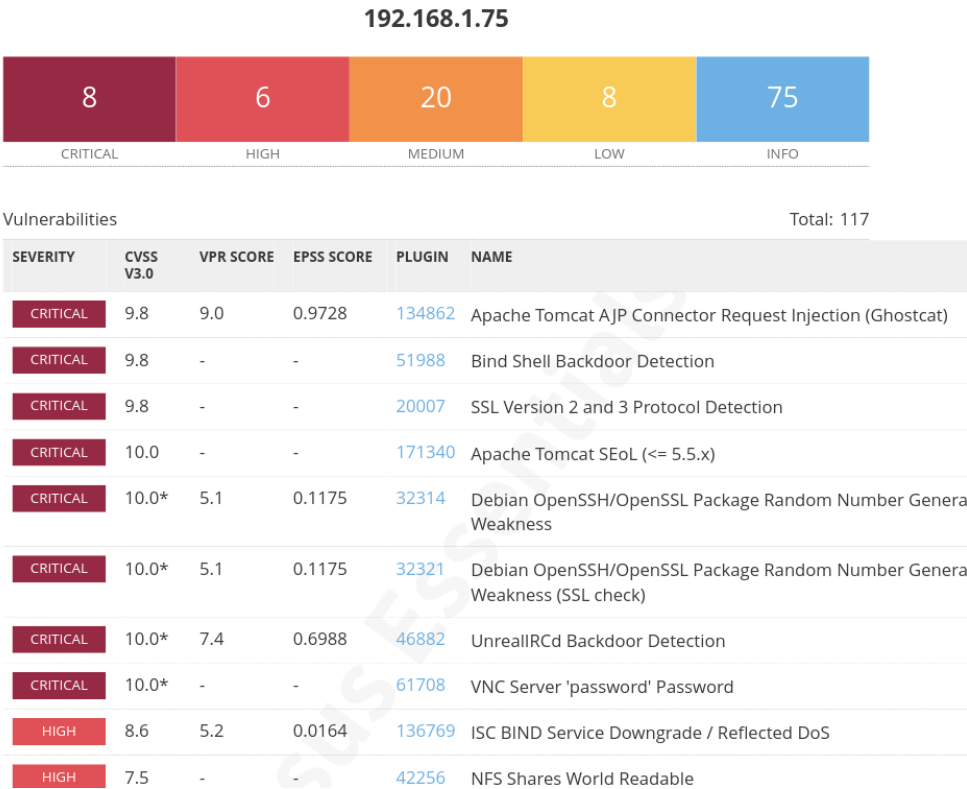 192.168.1.75
8 6 20 8 75
CRITICAL HIGH MEDIUM LOW INFO
Vulnerabilities Total: 117
SEVERITY CVSS V3.0 VPR SCORE EPSS SCORE PLUGIN NAME
CRITICAL 9.8 9.0 0.9728 134862 Apache Tomcat AJP Connector Request Injection (Ghostcat)
CRITICAL 9.8 - - 51988 Bind Shell Backdoor Detection
CRITICAL 9.8 - - 20007 SSL Version 2 and 3 Protocol Detection
CRITICAL 10.0 - - 171340 Apache Tomcat SEoL (<= 5.5.x)
CRITICAL 10.0* 5.1 0.1175 32314 Debian OpenSSH/OpenSSL Package Random Number Genera
Weakness
CRITICAL 10.0* 5.1 0.1175 32321 Debian OpenSSH/OpenSSL Package Random Number Genera
Weakness (SSL check)
CRITICAL 10.0* 7.4 0.6988 46882 UnrealIRCd Backdoor Detection
CRITICAL 10.0* - - 61708 VNC Server 'password' Password
HIGH 8.6 5.2 0.0164 136769 ISC BIND Service Downgrade / Reflected DoS
HIGH 7.5 - - 42256 NFS Shares World Readable
sus Essentials